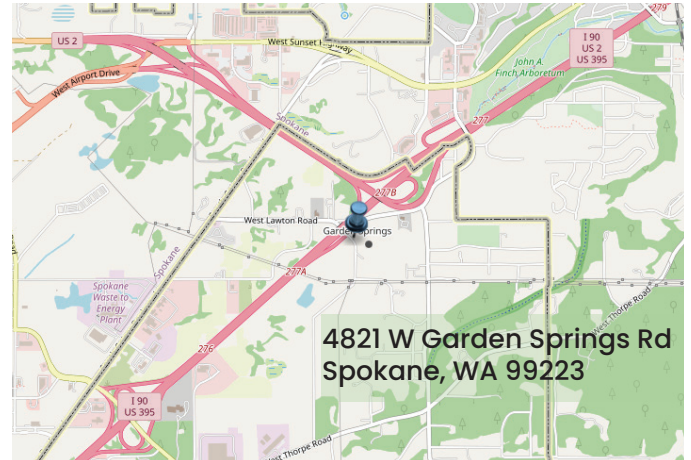 279
US 2
West Sunset Highway
I 90
US 2
US 395
John A.
Finch Arboretum
West Airport Drive
Spokane
277
277B
West Lawton Road
Garden Springs
Spokane
277A
Spokane
Waste to
Energy
Plant
West Thorpe Road
276
4821 W Garden Springs Rd
Spokane, WA 99223
I 90
US 395
West Thorpe Road